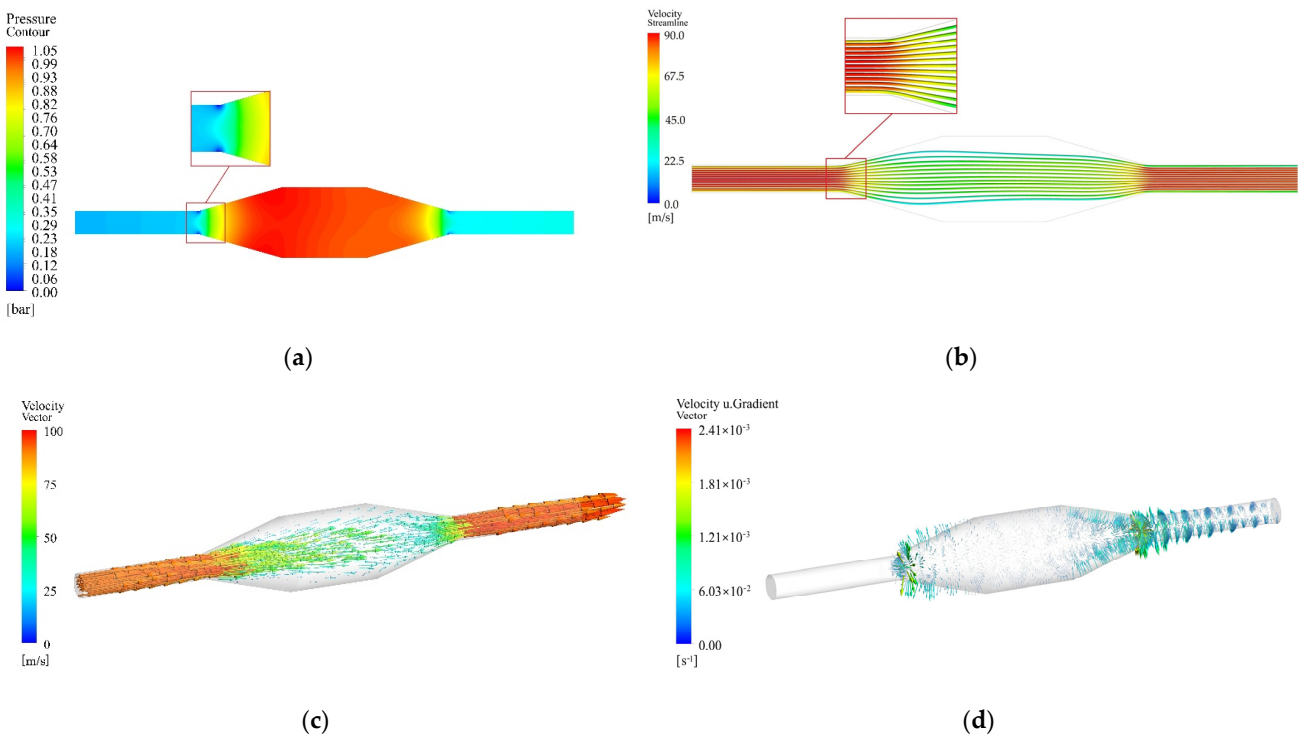 Pressure
Contour
1.05
0.99
0.93
0.88
0.82
0.76
0.70
0.64
0.58
0.53
0.47
0.41
0.35
0.29
0.23
0.18
0.12
0.06
0.00
[bar]
(a)
Velocity
Streamline
90.0
67.5
45.0
22.5
0.0
[m/s]
(b)
Velocity
Vector
100
75
50
25
0
[m/s]
(c)
Velocity u.Gradient
Vector
2.41×10⁻³
1.81×10⁻³
1.21×10⁻³
6.03×10⁻²
0.00
[s⁻¹]
(d)